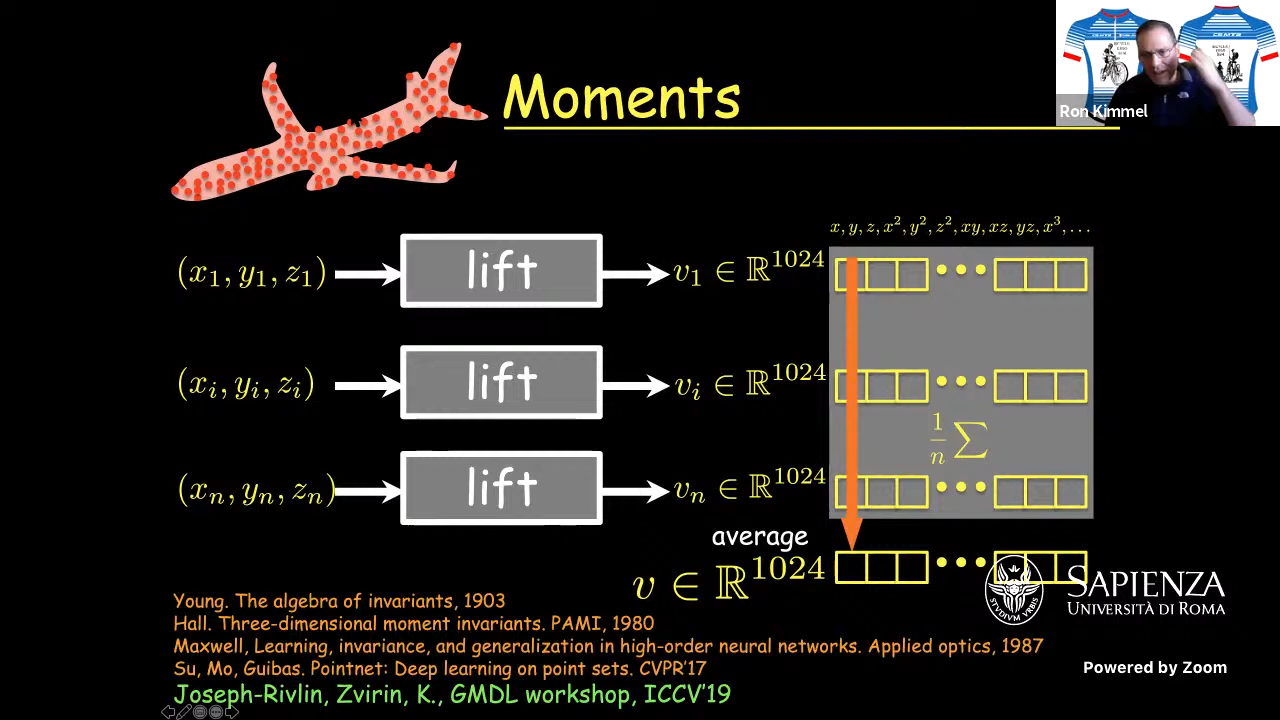 Moments
Ron Kimmel
x, y, z, x², y², z², xy, xz, yz, x³, . . .
(x₁, y₁, z₁) lift v₁ ∈ ℝ¹⁰²⁴
(xᵢ, yᵢ, zᵢ) lift vᵢ ∈ ℝ¹⁰²⁴
1/n ∑
(xₙ, yₙ, zₙ) lift vₙ ∈ ℝ¹⁰²⁴
average
v ∈ ℝ¹⁰²⁴
SAPIENZA
UNIVERSITÀ DI ROMA
STVDIVM VRBIS
Young. The algebra of invariants, 1903
Hall. Three-dimensional moment invariants. PAMI, 1980
Maxwell, Learning, invariance, and generalization in high-order neural networks. Applied optics, 1987
Su, Mo, Guibas. Pointnet: Deep learning on point sets. CVPR'17
Powered by Zoom
Joseph-Rivlin, Zvirin, K., GMDL workshop, ICCV'19